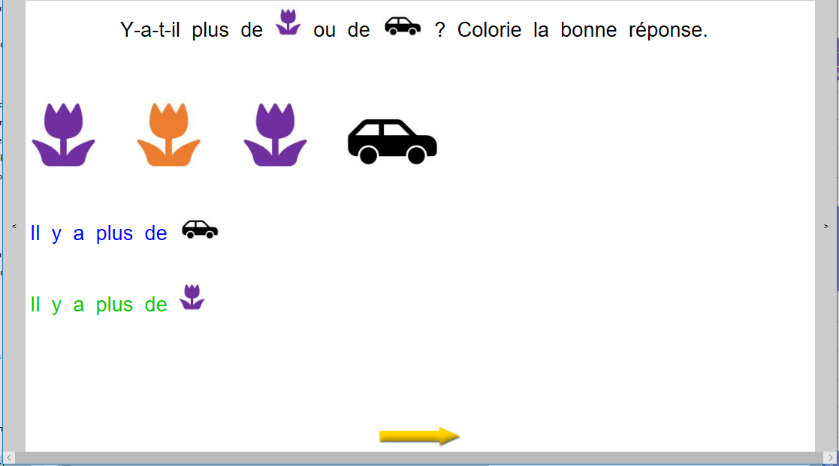 Y-a-t-il plus de ou de ? Colorie la bonne réponse.
Il y a plus de
Il y a plus de